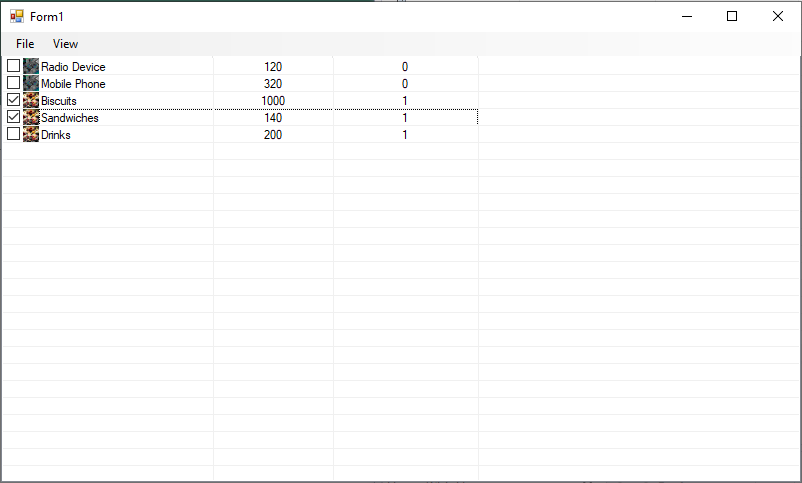 Form1
File View
Radio Device 120 0
Mobile Phone 320 0
Biscuits 1000 1
Sandwiches 140 1
Drinks 200 1